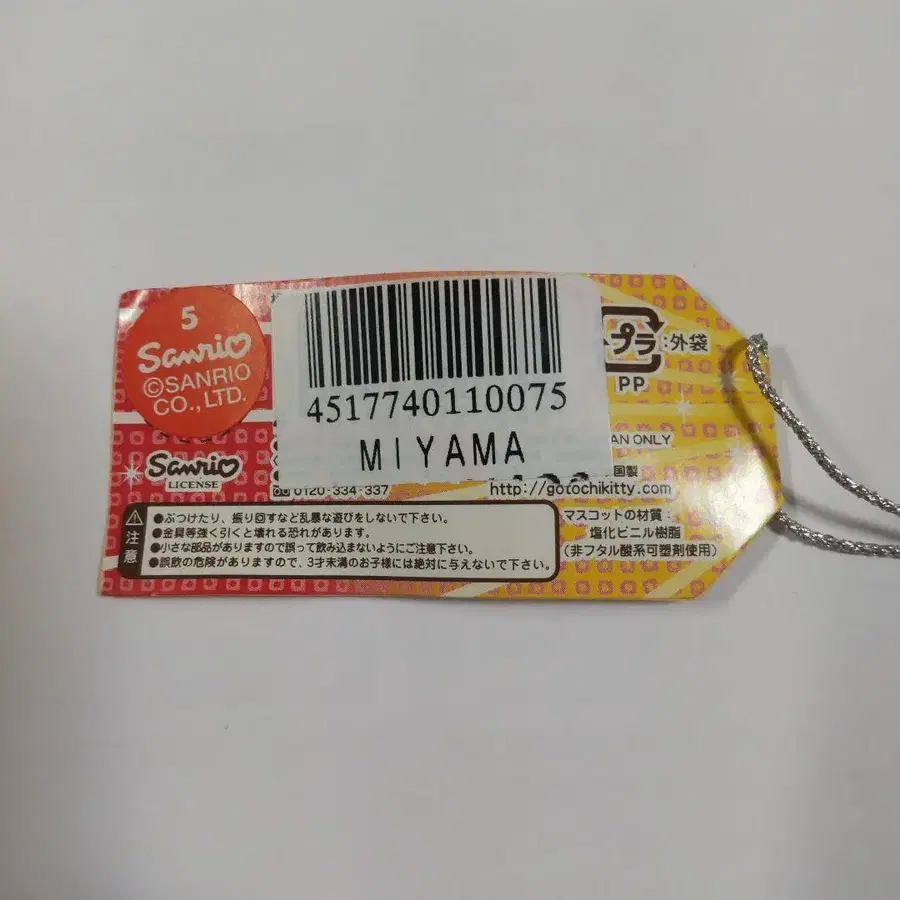 5
Sanrio
©SANRIO
CO., LTD.
4517740110075
MIYAMA
プラ:外袋
PP
AN ONLY
国製
Sanrio
LICENSE
0120-334-337
http://gotochikitty.com
注意
●ぶつけたり、振り回すなど乱暴な遊びをしないで下さい。
●金具等強く引くと壊れる恐れがあります。
●小さな部品がありますので誤って飲み込まないようにご注意下さい。
●誤飲の危険がありますので、3才未満のお子様には絶対に与えないで下さい。
マスコットの材質：
塩化ビニル樹脂
(非フタル酸系可塑剤使用)